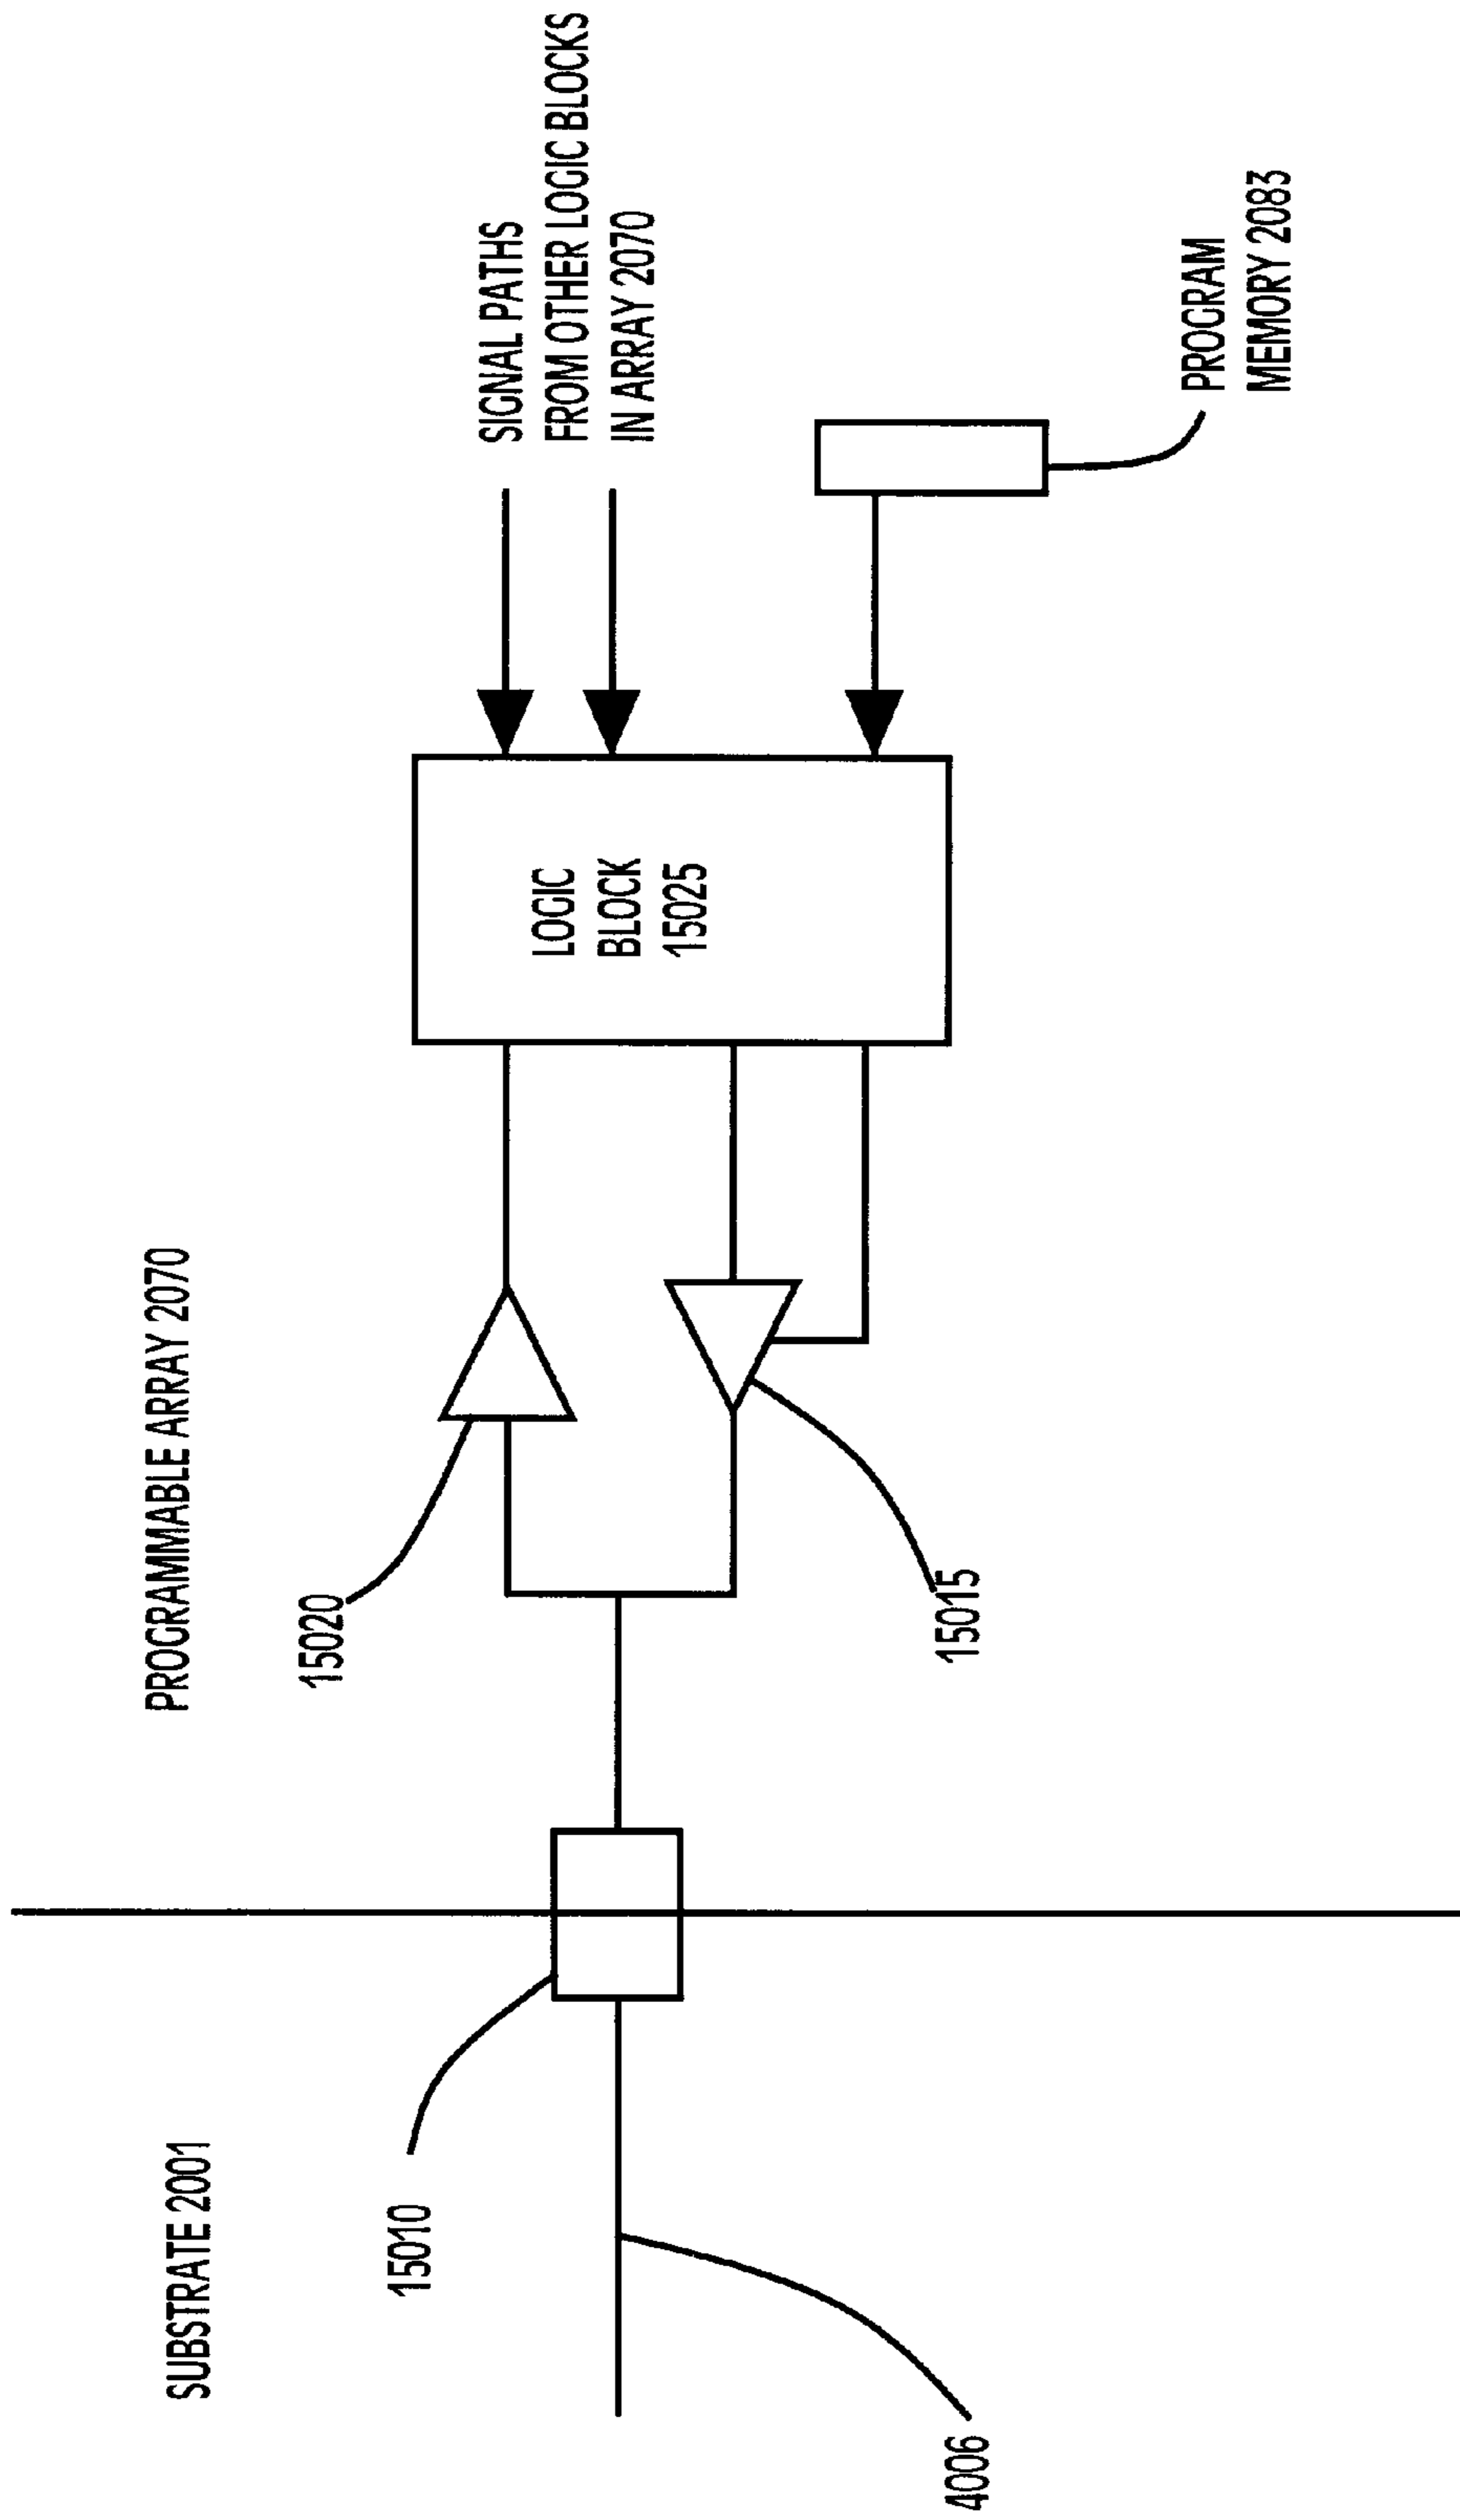 SUBSTRATE 2001
PROGRAMMABLE ARRAY 2070
15010
15020
4006
15015
LOGIC
BLOCK
15025
SIGNAL PATHS
FROM OTHER LOGIC BLOCKS
IN ARRAY 2070
PROGRAM
MEMORY 2083